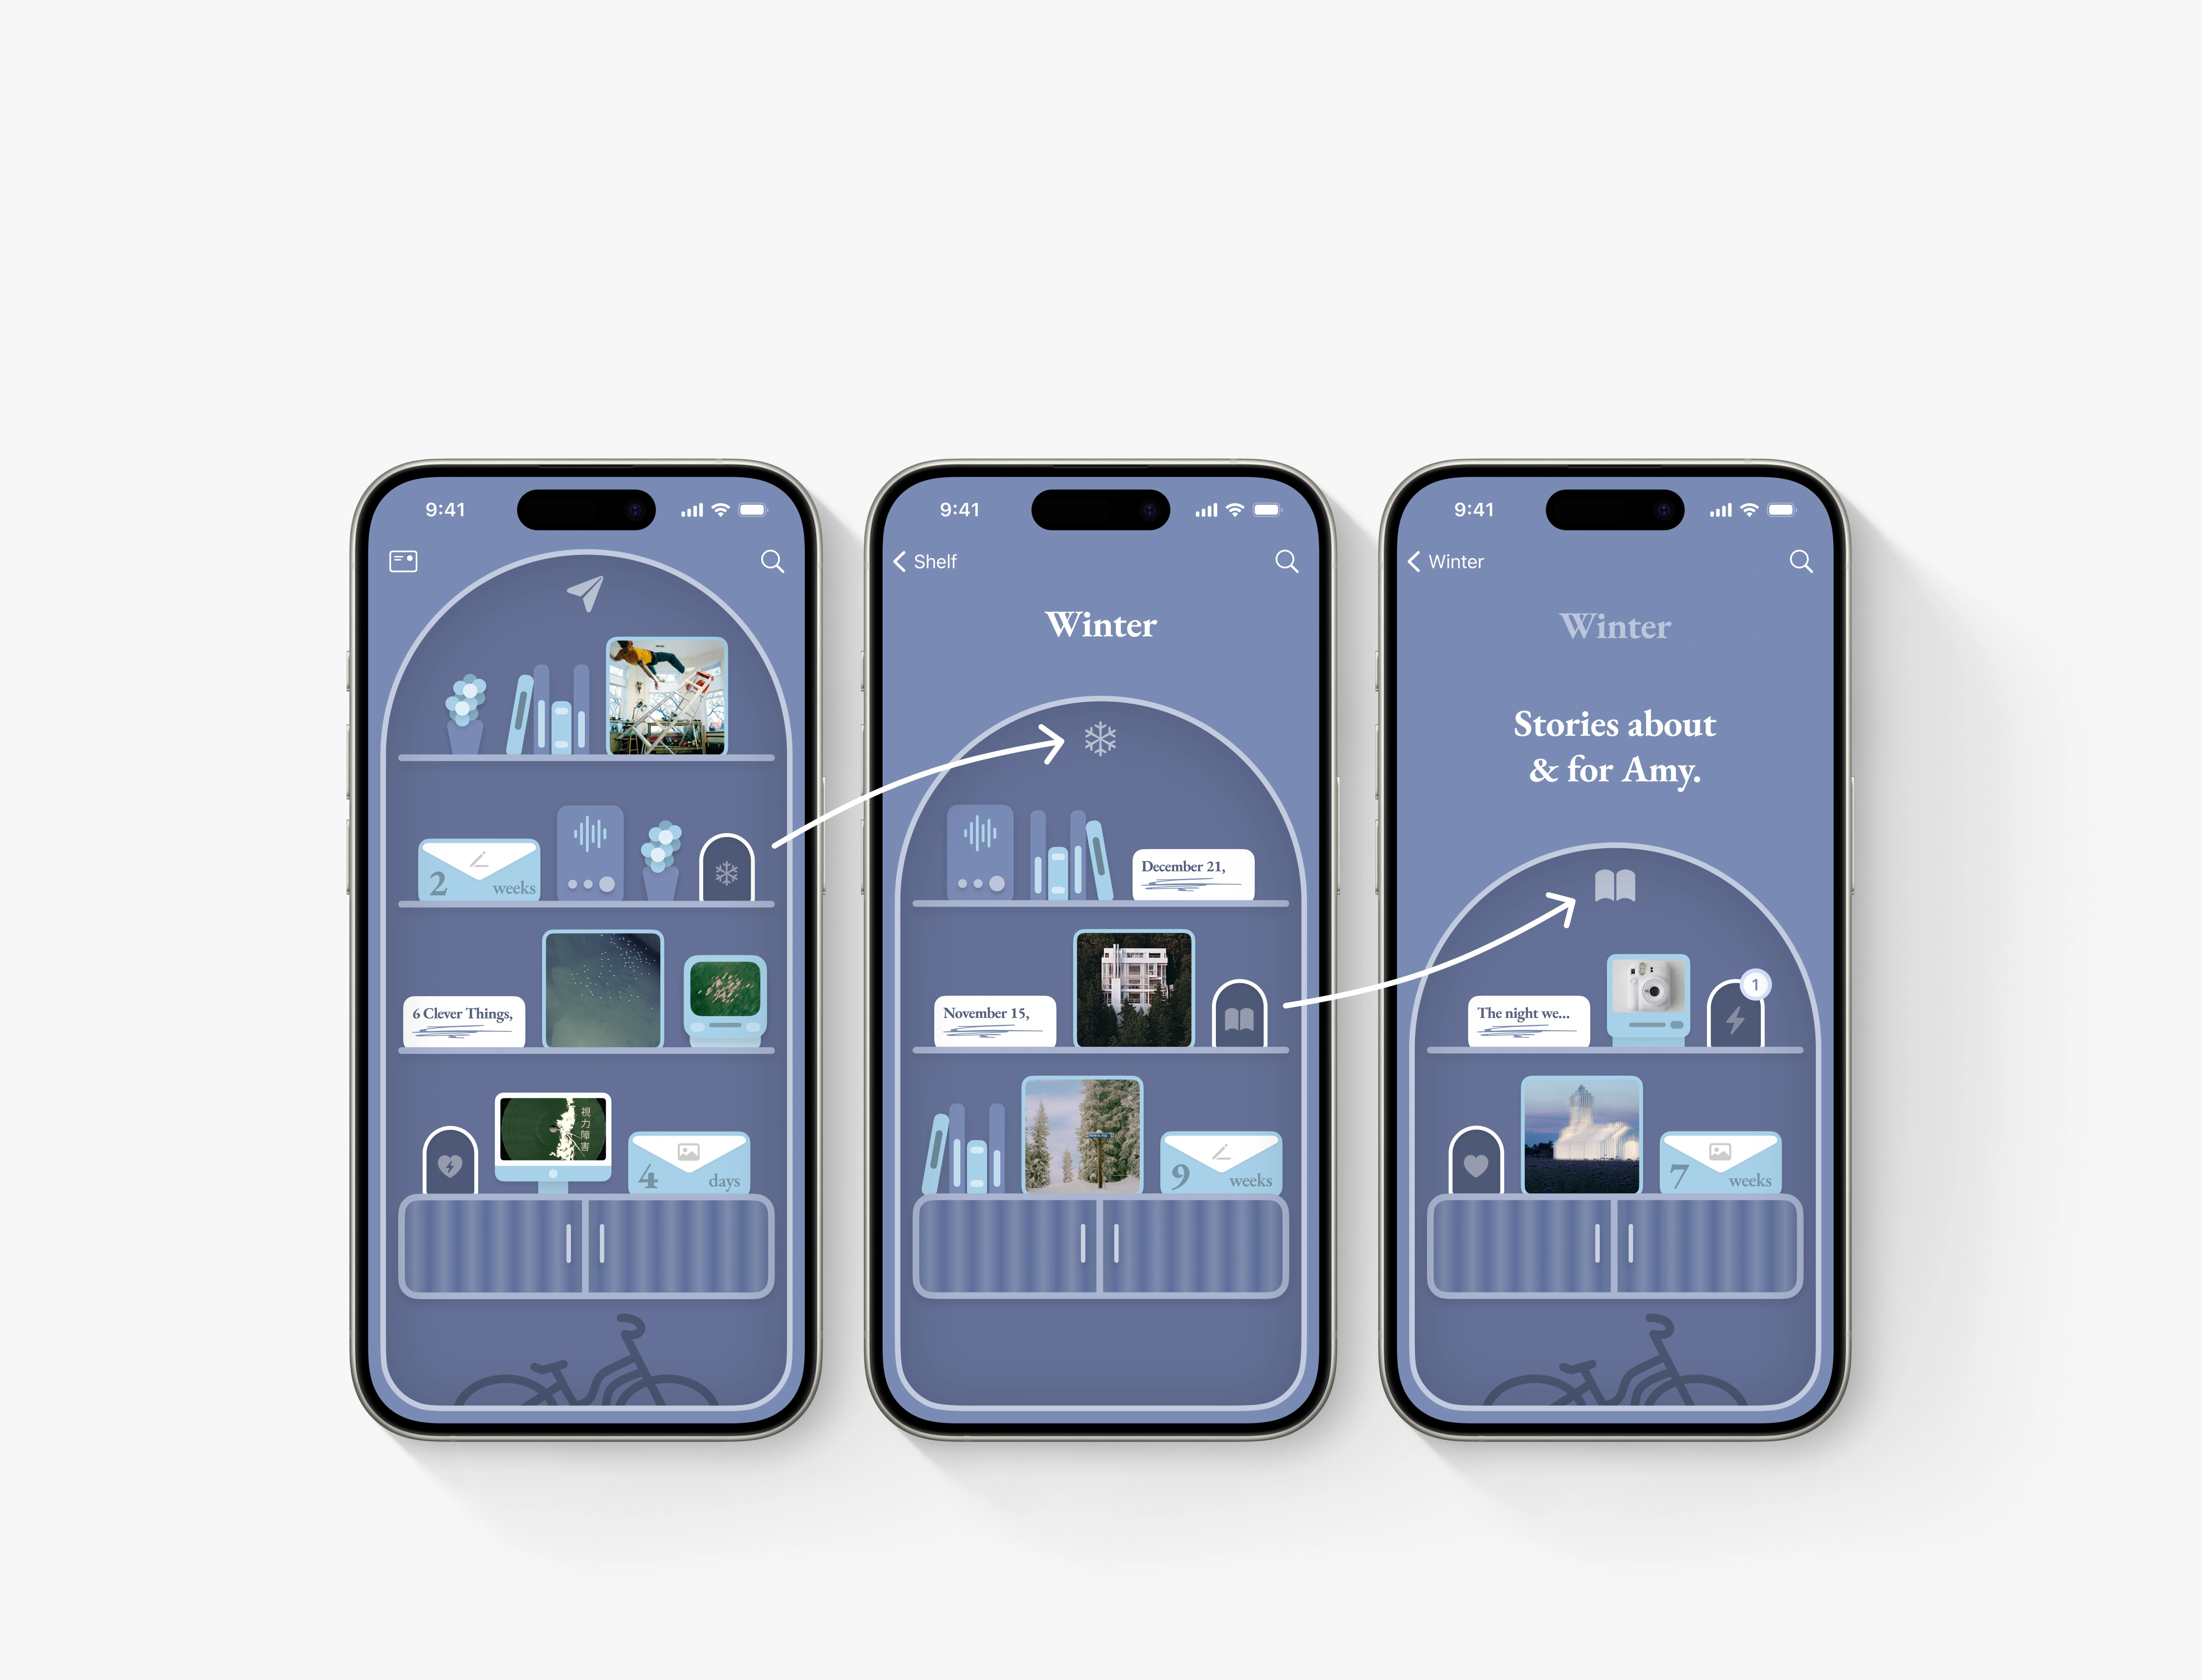 9:41
2
weeks
6 Clever Things,
視
力
障
害
4
days
9:41
Shelf
Winter
December 21,
November 15,
9
weeks
9:41
Winter
Winter
Stories about
& for Amy.
1
The night we...
7
weeks